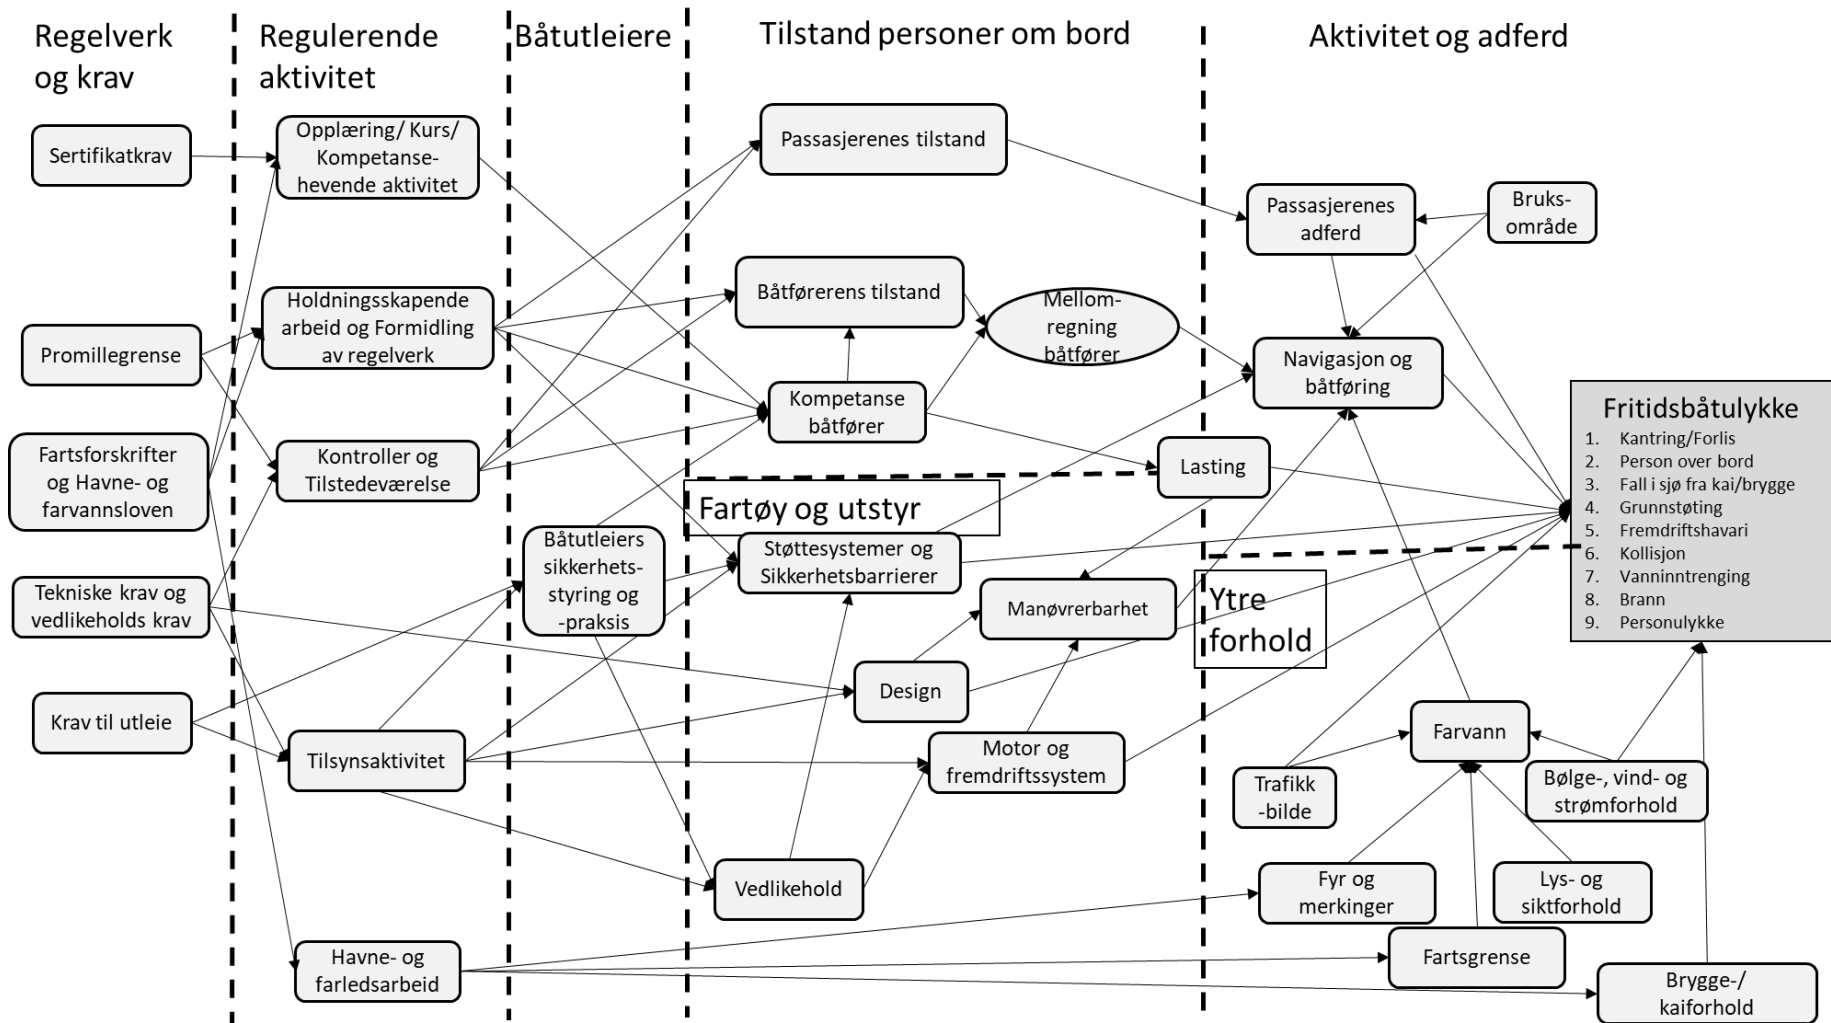 Regelverk
og krav
Regulerende
aktivitet
Båtutleiere
Tilstand personer om bord
Aktivitet og adferd
Sertifikatkrav
Promillegrense
Fartsforskrifter
og Havne- og
farvannsloven
Tekniske krav og
vedlikeholds krav
Krav til utleie
Opplæring/ Kurs/
Kompetanse-
hevende aktivitet
Holdningsskapende
arbeid og Formidling
av regelverk
Kontroller og
Tilstedeværelse
Tilsynsaktivitet
Havne- og
farledsarbeid
Båtutleiers
sikkerhets-
styring og
-praksis
Passasjerenes tilstand
Båtførerens tilstand
Mellom-
regning
båtfører
Kompetanse
båtfører
Fartøy og utstyr
Støttesystemer og
Sikkerhetsbarrierer
Manøvrerbarhet
Design
Motor og
fremdriftssystem
Vedlikehold
Lasting
Passasjerenes
adferd
Bruks-
område
Navigasjon og
båtføring
Ytre
forhold
Farvann
Trafikk
-bilde
Bølge-, vind- og
strømforhold
Fyr og
merkinger
Lys- og
siktforhold
Fartsgrense
Brygge-/
kaiforhold
Fritidsbåtulykke
1. Kantring/Forlis
2. Person over bord
3. Fall i sjø fra kai/brygge
4. Grunnstøting
5. Fremdriftshavari
6. Kollisjon
7. Vanninntrenging
8. Brann
9. Personulykke